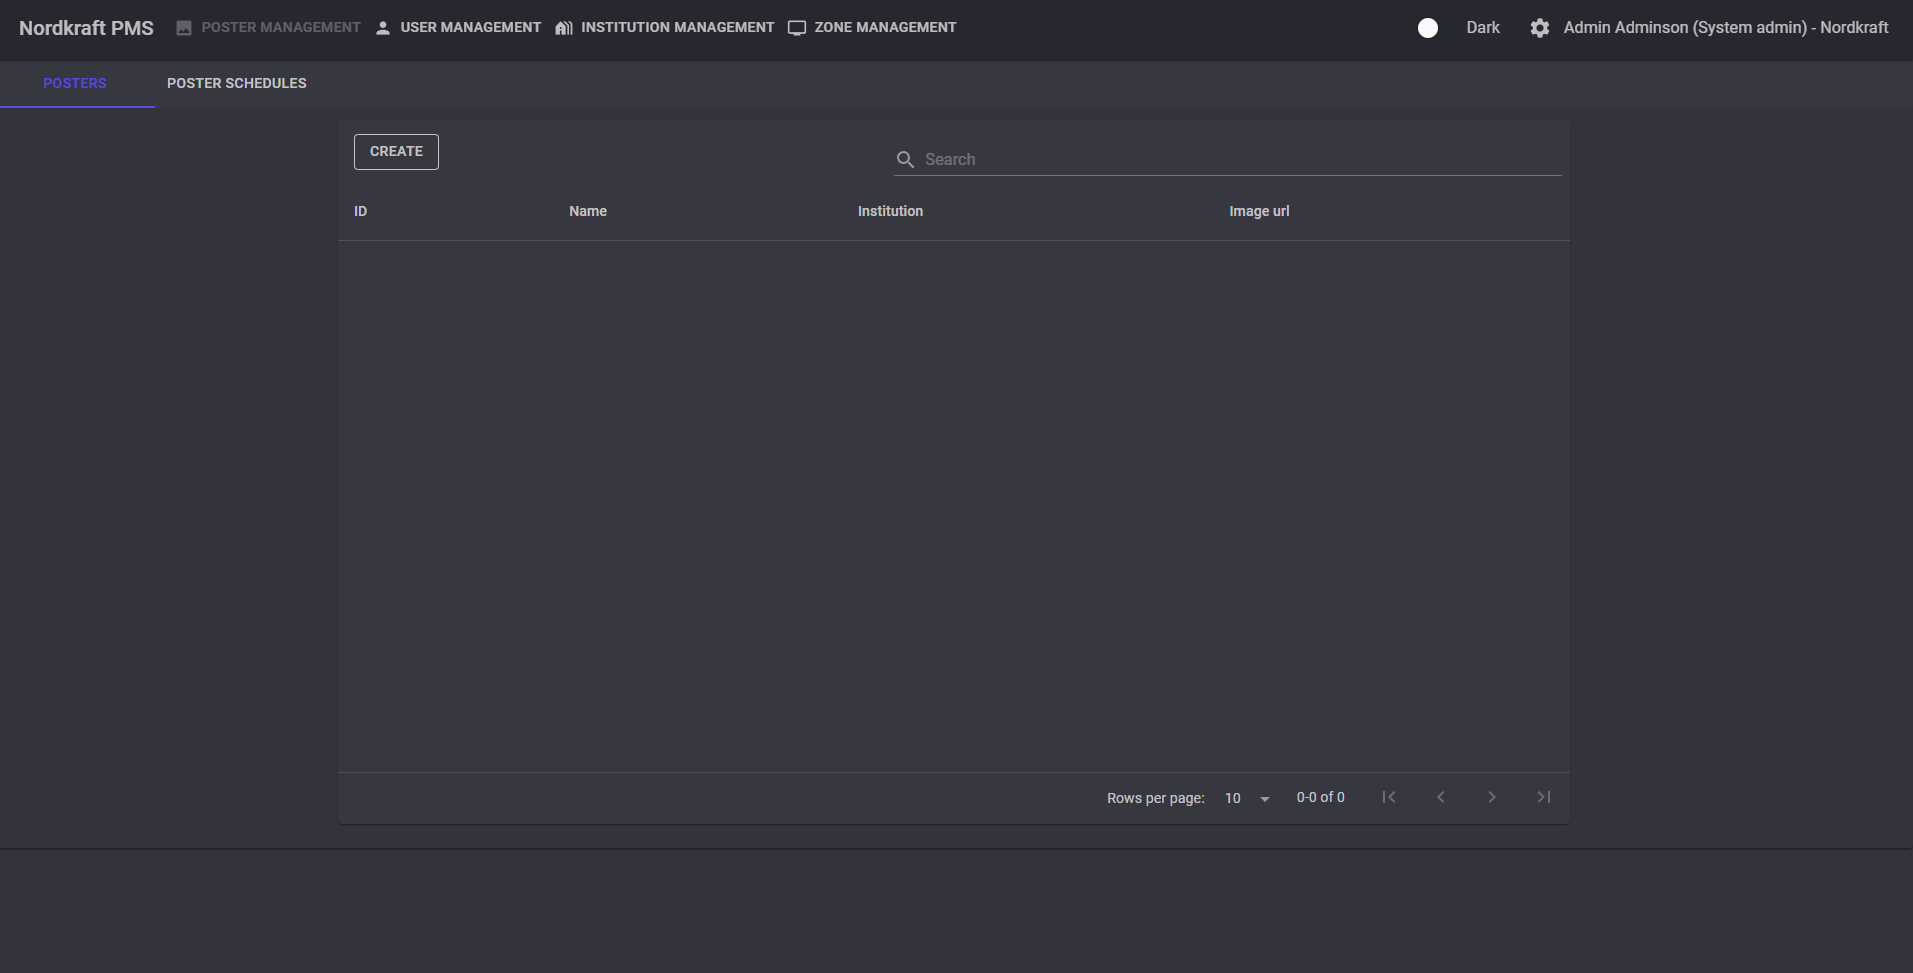 Nordkraft PMS POSTER MANAGEMENT USER MANAGEMENT INSTITUTION MANAGEMENT ZONE MANAGEMENT Dark Admin Adminson (System admin) - Nordkraft
POSTERS POSTER SCHEDULES
CREATE Search
ID Name Institution Image url
Rows per page: 10 0-0 of 0